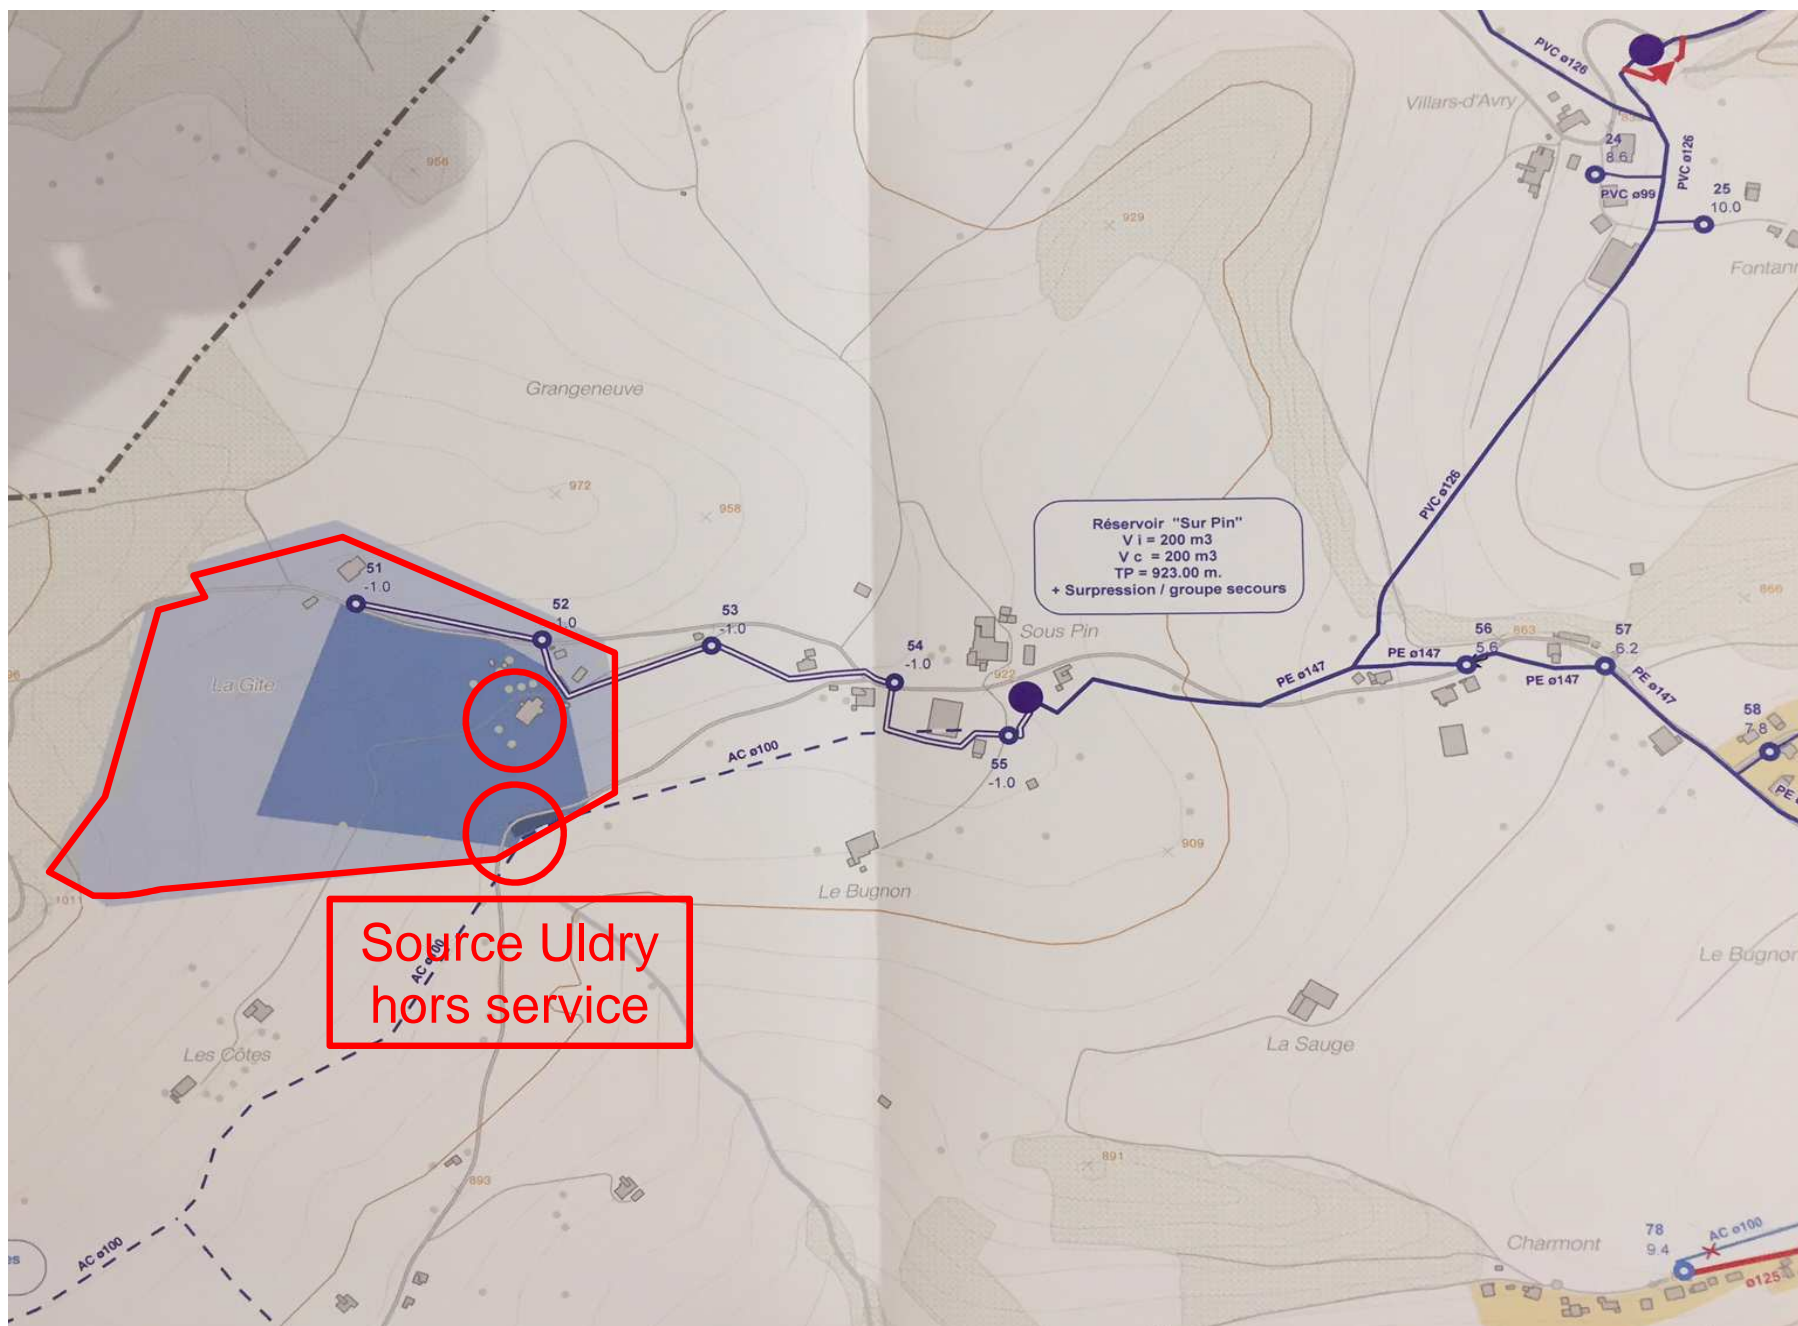 PVC ø126
Villars-d'Avry
24
8.6
PVC ø99
PVC ø126
25
10.0
Fontann
956
929
Grangeneuve
972
958
Réservoir "Sur Pin"
V i = 200 m3
V c = 200 m3
TP = 923.00 m.
+ Surpression / groupe secours
PVC ø126
866
51
-1.0
52
-1.0
53
-1.0
54
-1.0
Sous Pin
922
56
5.6
863
57
6.2
PE ø147
PE ø147
PE ø147
PE ø147
La Gîte
58
7.8
AC ø100
55
-1.0
909
Le Bugnon
1011
Source Uldry
hors service
AC ø100
Le Bugnon
Les Côtes
La Sauge
891
893
AC ø100
Charmont
78
9.4
AC ø100
ø125